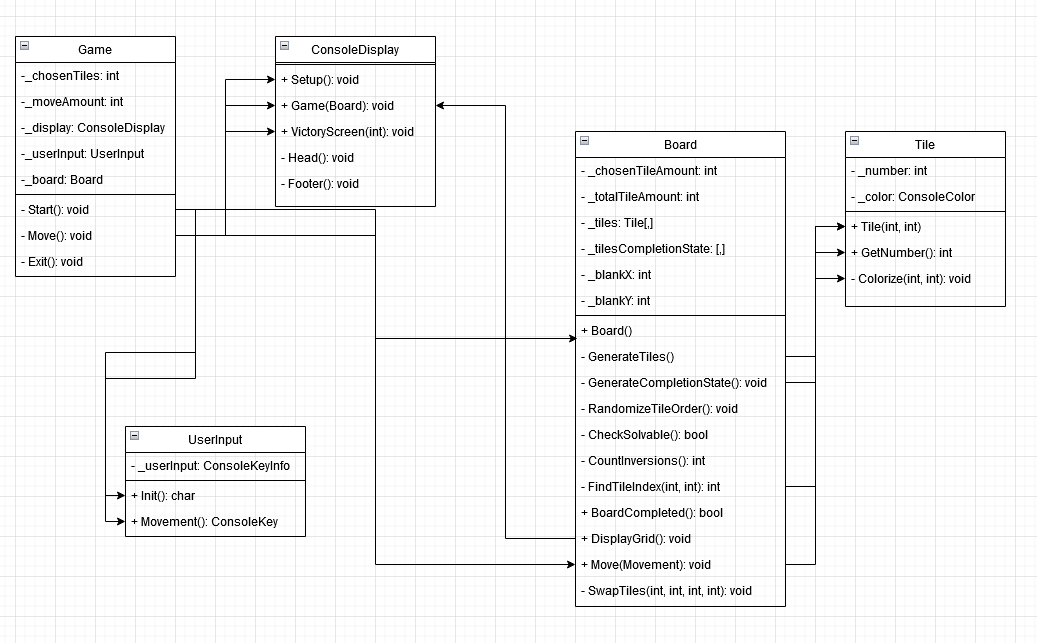 Game
-_chosenTiles: int
-_moveAmount: int
-_display: ConsoleDisplay
-_userInput: UserInput
-_board: Board
- Start(): void
- Move(): void
- Exit(): void
ConsoleDisplay
+ Setup(): void
+ Game(Board): void
+ VictoryScreen(int): void
- Head(): void
- Footer(): void
UserInput
- _userInput: ConsoleKeyInfo
+ Init(): char
+ Movement(): ConsoleKey
Board
- _chosenTileAmount: int
- _totalTileAmount: int
- _tiles: Tile[,]
- _tilesCompletionState: [,]
- _blankX: int
- _blankY: int
+ Board()
- GenerateTiles()
- GenerateCompletionState(): void
- RandomizeTileOrder(): void
- CheckSolvable(): bool
- CountInversions(): int
- FindTileIndex(int, int): int
+ BoardCompleted(): bool
+ DisplayGrid(): void
+ Move(Movement): void
- SwapTiles(int, int, int, int): void
Tile
- _number: int
- _color: ConsoleColor
+ Tile(int, int)
+ GetNumber(): int
- Colorize(int, int): void